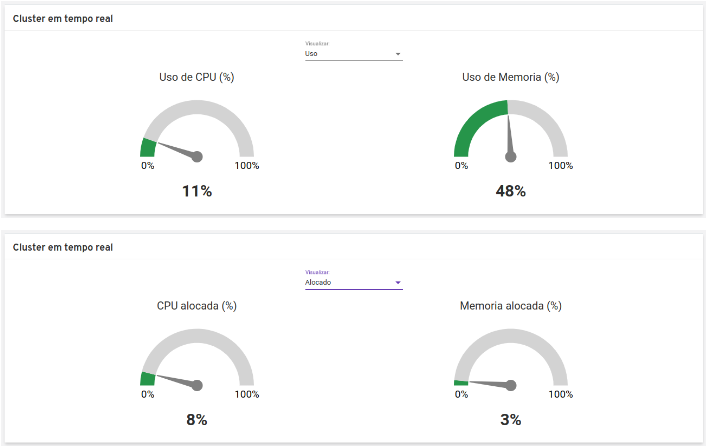 Cluster em tempo real
Visualizar
Uso
Uso de CPU (%)
Uso de Memoria (%)
0%
100%
0%
100%
11%
48%
Cluster em tempo real
Visualizar
Alocado
CPU alocada (%)
Memoria alocada (%)
0%
100%
0%
100%
8%
3%